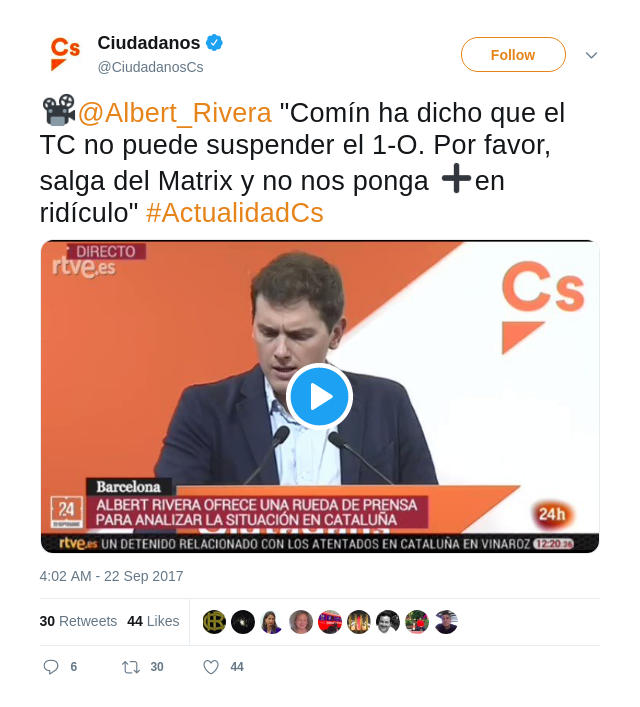 Cs
Ciudadanos
@CiudadanosCs
Follow
@Albert_Rivera "Comín ha dicho que el
TC no puede suspender el 1-O. Por favor,
salga del Matrix y no nos ponga ➕en
ridículo" #ActualidadCs
DIRECTO
rtve.es
Cs
Barcelona
24
ALBERT RIVERA OFRECE UNA RUEDA DE PRENSA
PARA ANALIZAR LA SITUACIÓN EN CATALUÑA
24h
rtve.es UN DETENIDO RELACIONADO CON LOS ATENTADOS EN CATALUÑA EN VINAROZ 12:20:36
4:02 AM - 22 Sep 2017
30 Retweets 44 Likes
6 30 44